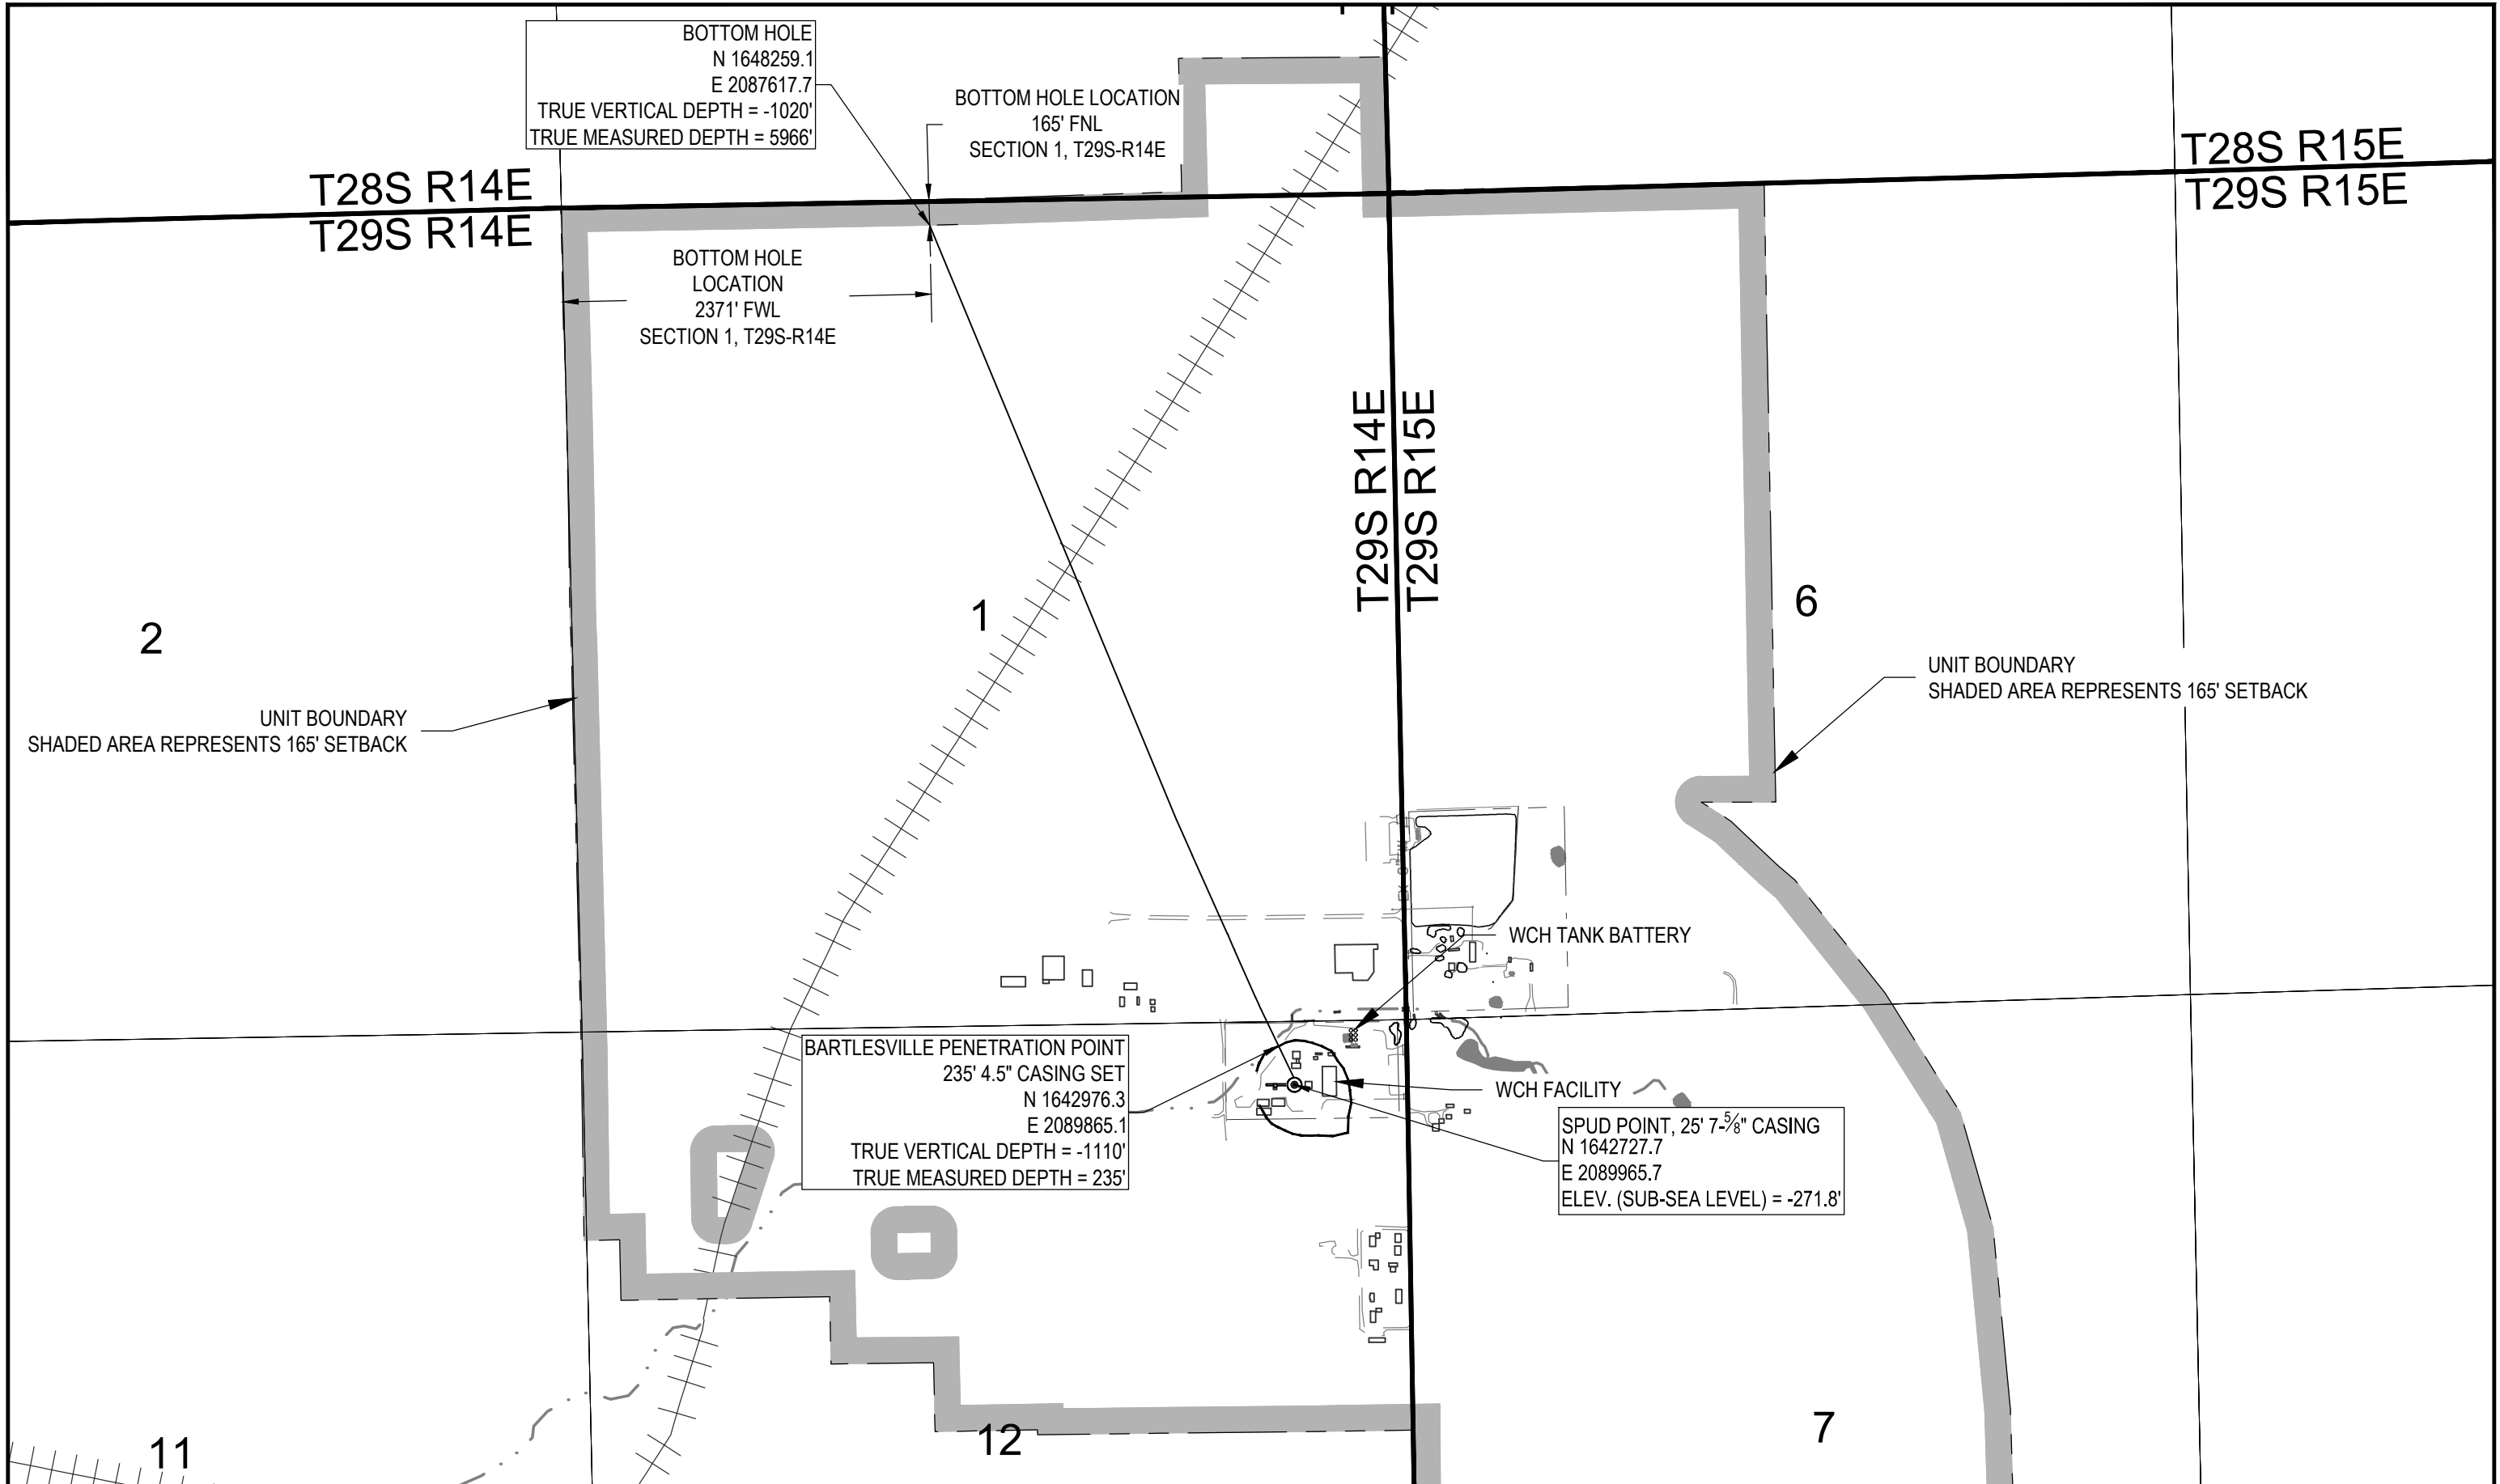 BOTTOM HOLE
N 1648259.1
E 2087617.7
TRUE VERTICAL DEPTH = -1020'
TRUE MEASURED DEPTH = 5966'
BOTTOM HOLE LOCATION
165' FNL
SECTION 1, T29S-R14E
T28S R14E
T29S R14E
T28S R15E
T29S R15E
BOTTOM HOLE
LOCATION
2371' FWL
SECTION 1, T29S-R14E
T29S R14E
T29S R15E
2
1
6
UNIT BOUNDARY
SHADED AREA REPRESENTS 165' SETBACK
UNIT BOUNDARY
SHADED AREA REPRESENTS 165' SETBACK
WCH TANK BATTERY
BARTLESVILLE PENETRATION POINT
235' 4.5" CASING SET
N 1642976.3
E 2089865.1
TRUE VERTICAL DEPTH = -1110'
TRUE MEASURED DEPTH = 235'
WCH FACILITY
SPUD POINT, 25' 7-5/8" CASING
N 1642727.7
E 2089965.7
ELEV. (SUB-SEA LEVEL) = -271.8'
11
12
7